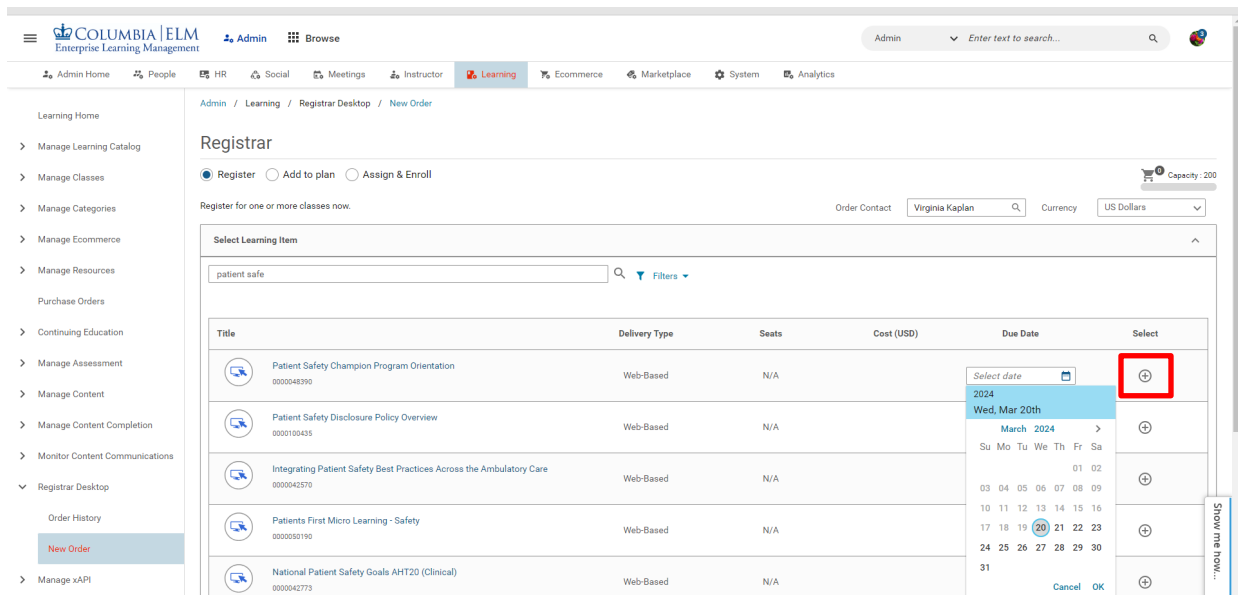 COLUMBIA | ELM
Enterprise Learning Management
Admin
Browse
Admin
Enter text to search...
3
Admin Home
People
HR
Social
Meetings
Instructor
Learning
Ecommerce
Marketplace
System
Analytics
Learning Home
Manage Learning Catalog
Manage Classes
Manage Categories
Manage Ecommerce
Manage Resources
Purchase Orders
Continuing Education
Manage Assessment
Manage Content
Manage Content Completion
Monitor Content Communications
Registrar Desktop
Order History
New Order
Manage xAPI
Admin / Learning / Registrar Desktop / New Order
Registrar
Register Add to plan Assign & Enroll
0 Capacity : 200
Register for one or more classes now.
Order Contact Virginia Kaplan Currency US Dollars
Select Learning Item
patient safe
Filters
Title Delivery Type Seats Cost (USD) Due Date Select
Patient Safety Champion Program Orientation
0000048390
Web-Based N/A
Select date
Patient Safety Disclosure Policy Overview
0000100435
Web-Based N/A
Integrating Patient Safety Best Practices Across the Ambulatory Care
0000042570
Web-Based N/A
Patients First Micro Learning - Safety
0000050190
Web-Based N/A
National Patient Safety Goals AHT20 (Clinical)
0000042773
Web-Based N/A
2024
Wed, Mar 20th
March 2024
Su Mo Tu We Th Fr Sa
01 02
03 04 05 06 07 08 09
10 11 12 13 14 15 16
17 18 19 20 21 22 23
24 25 26 27 28 29 30
31
Cancel OK
Show me how...